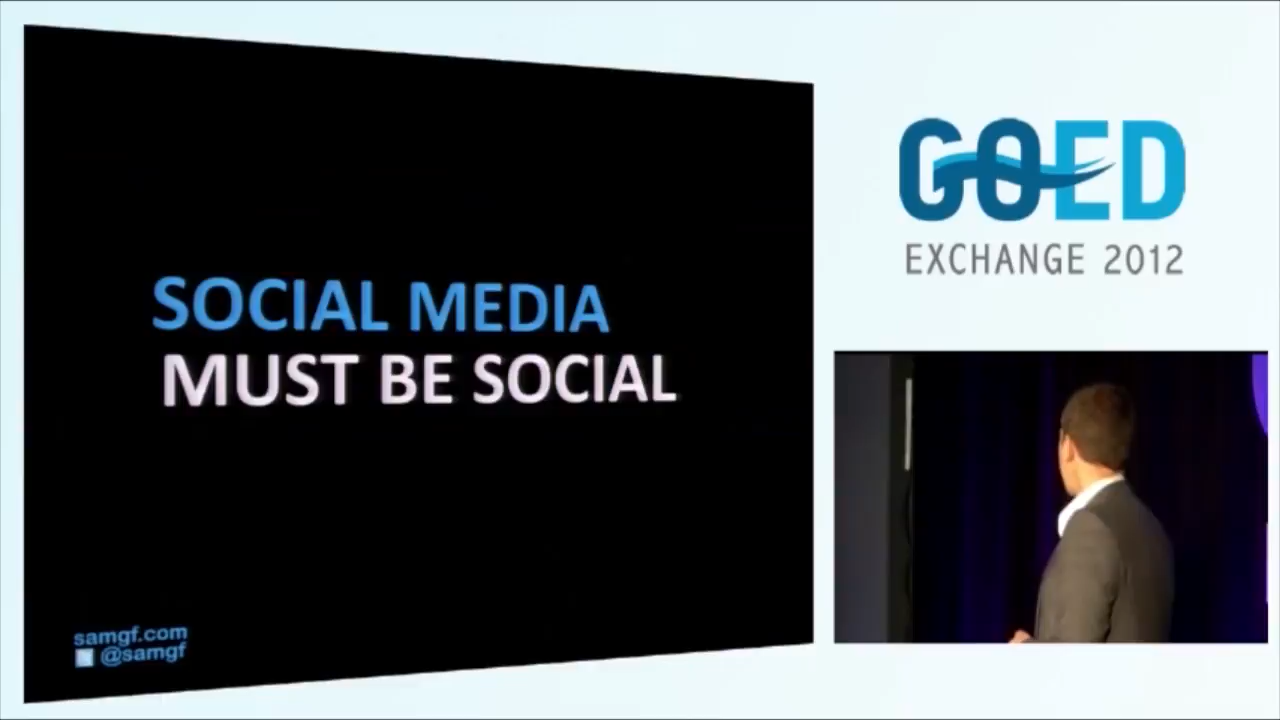 SOCIAL MEDIA
MUST BE SOCIAL
samgf.com
@samgf
GOED
EXCHANGE 2012